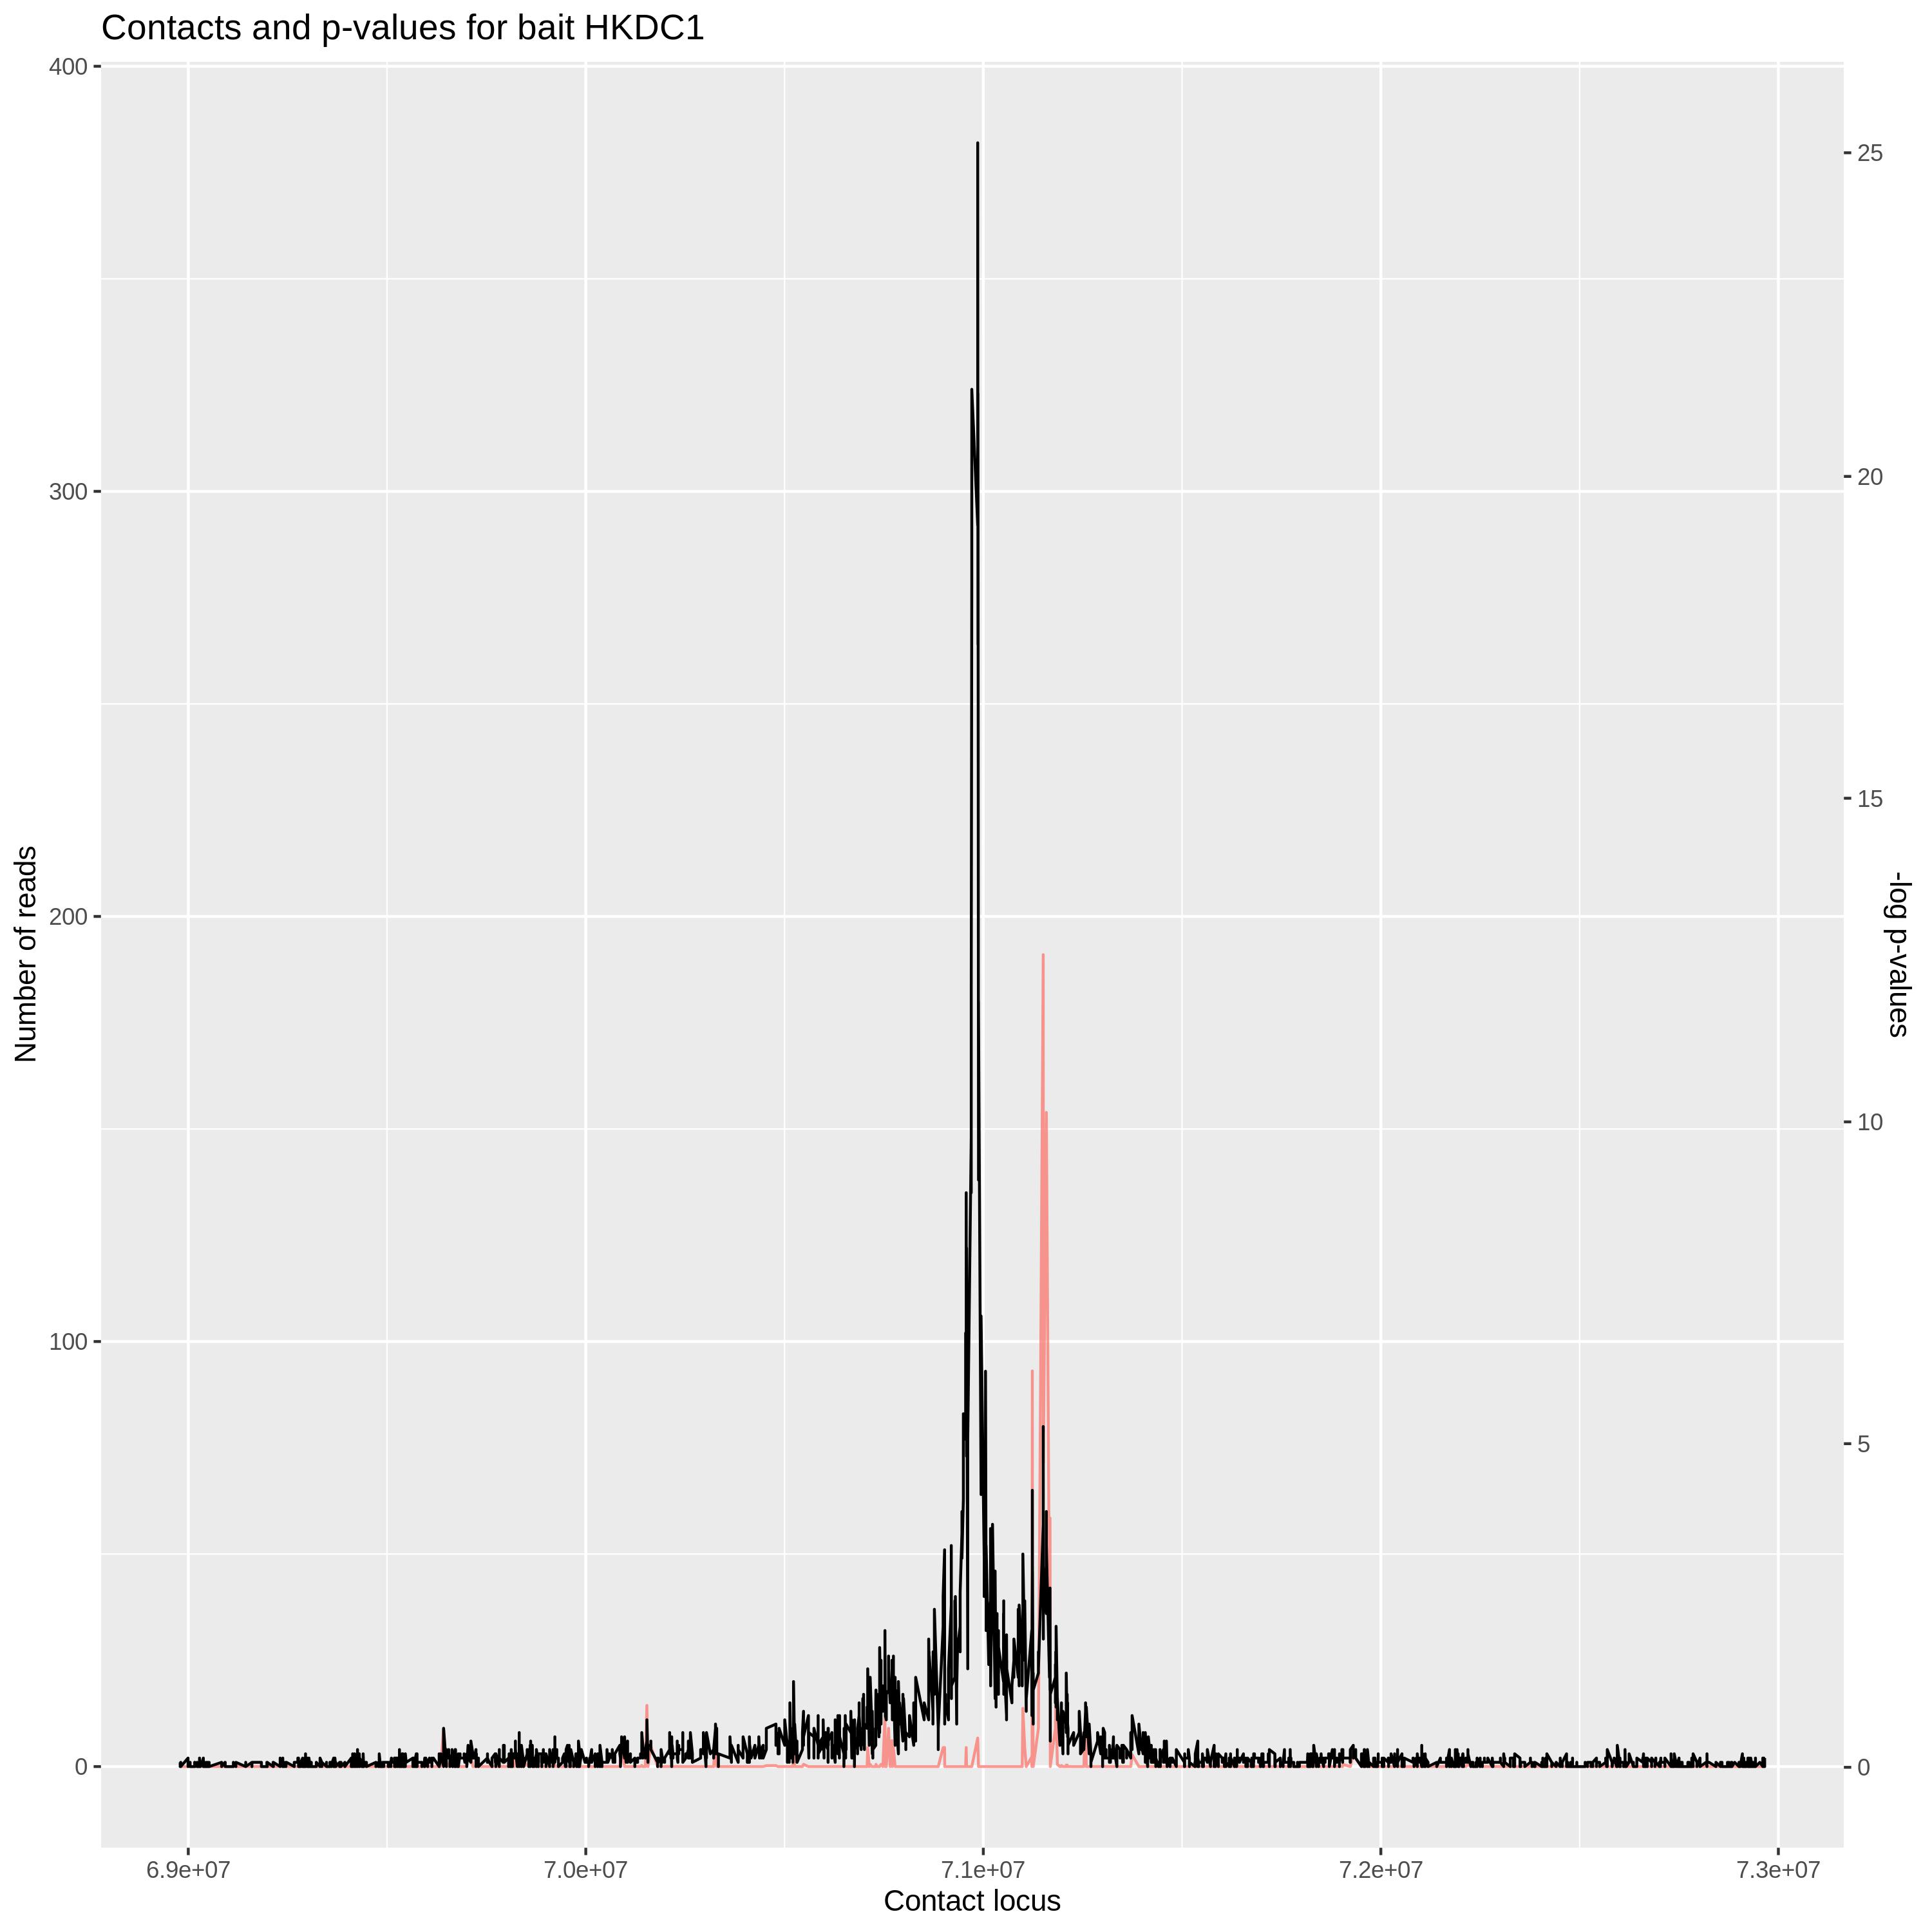 Contacts and p-values for bait HKDC1
400
300
200
100
0
Number of reads
25
20
15
10
5
0
-log p-values
6.9e+07
7.0e+07
7.1e+07
7.2e+07
7.3e+07
Contact locus